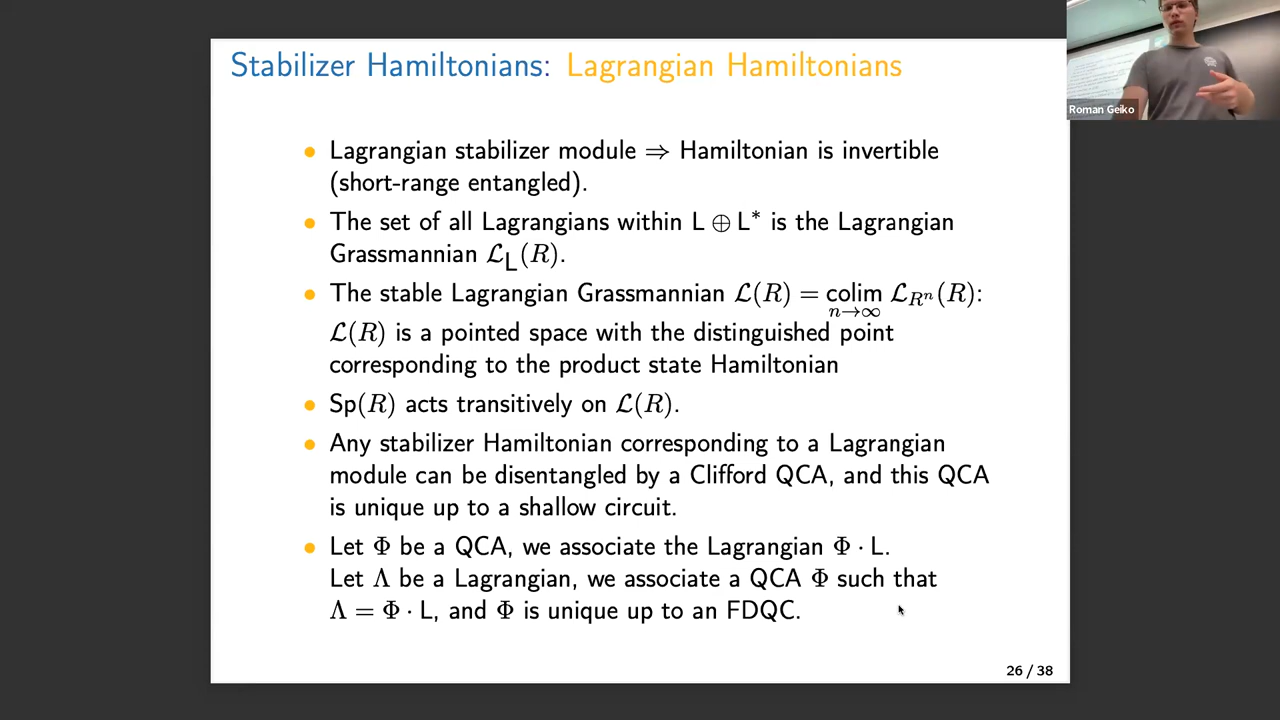 Stabilizer Hamiltonians: Lagrangian Hamiltonians
Roman Geiko
• Lagrangian stabilizer module ⇒ Hamiltonian is invertible
(short-range entangled).
• The set of all Lagrangians within L ⊕ L* is the Lagrangian
Grassmannian ℒ_L(R).
• The stable Lagrangian Grassmannian ℒ(R) = colim_{n→∞} ℒ_{Rⁿ}(R):
ℒ(R) is a pointed space with the distinguished point
corresponding to the product state Hamiltonian
• Sp(R) acts transitively on ℒ(R).
• Any stabilizer Hamiltonian corresponding to a Lagrangian
module can be disentangled by a Clifford QCA, and this QCA
is unique up to a shallow circuit.
• Let Φ be a QCA, we associate the Lagrangian Φ · L.
Let Λ be a Lagrangian, we associate a QCA Φ such that
Λ = Φ · L, and Φ is unique up to an FDQC.
26 / 38